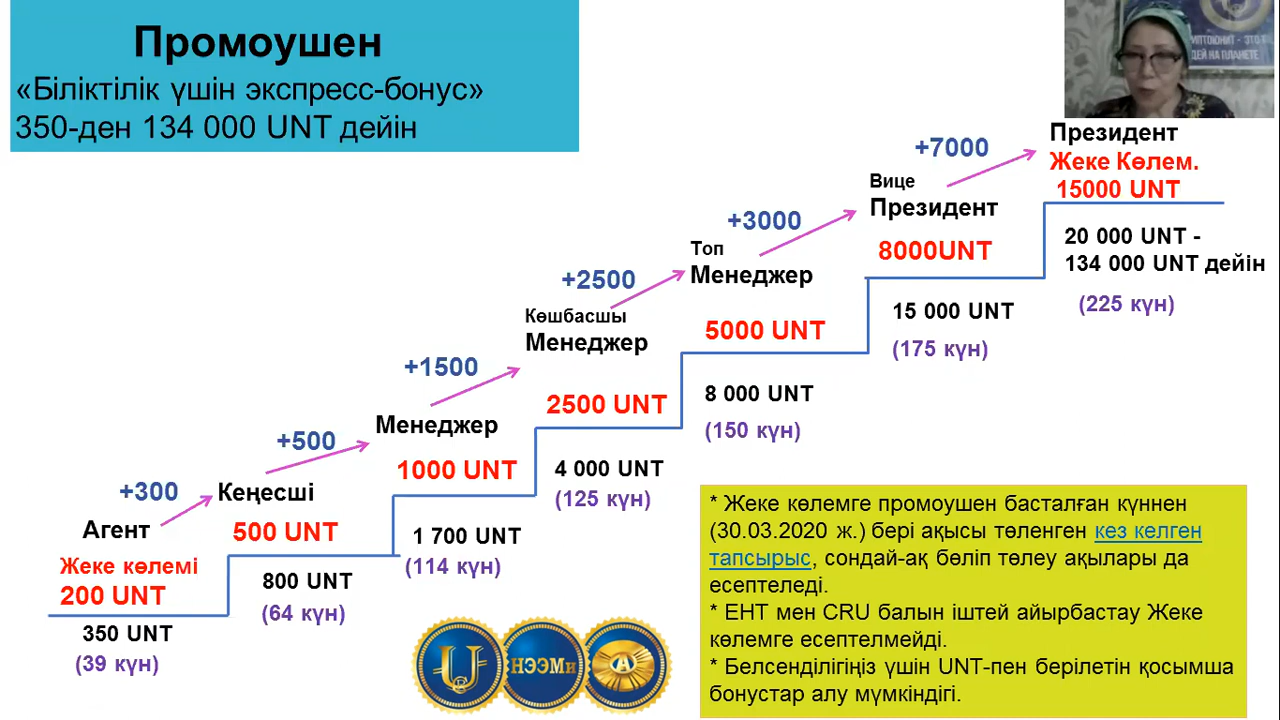 Промоушен
«Біліктілік үшін экспресс-бонус»
350-ден 134 000 UNT дейін
ПТОЮНИТ - ЭТО
ДЕЙ НА ПЛАНЕТЕ
Агент
Жеке көлемі
200 UNT
350 UNT
(39 күн)
+300
Кеңесші
500 UNT
800 UNT
(64 күн)
+500
Менеджер
1000 UNT
1 700 UNT
(114 күн)
+1500
Көшбасшы
Менеджер
2500 UNT
4 000 UNT
(125 күн)
+2500
Топ
Менеджер
5000 UNT
8 000 UNT
(150 күн)
+3000
Вице
Президент
8000UNT
15 000 UNT
(175 күн)
+7000
Президент
Жеке Көлем.
15000 UNT
20 000 UNT -
134 000 UNT дейін
(225 күн)
* Жеке көлемге промоушен басталған күннен
(30.03.2020 ж.) бері ақысы төленген кез келген
тапсырыс, сондай-ақ бөліп төлеу ақылары да
есептеледі.
* ЕНТ мен CRU балын іштей айырбастау Жеке
көлемге есептелмейді.
* Белсенділігіңіз үшін UNT-пен берілетін қосымша
бонустар алу мүмкіндігі.
НЭЭМи